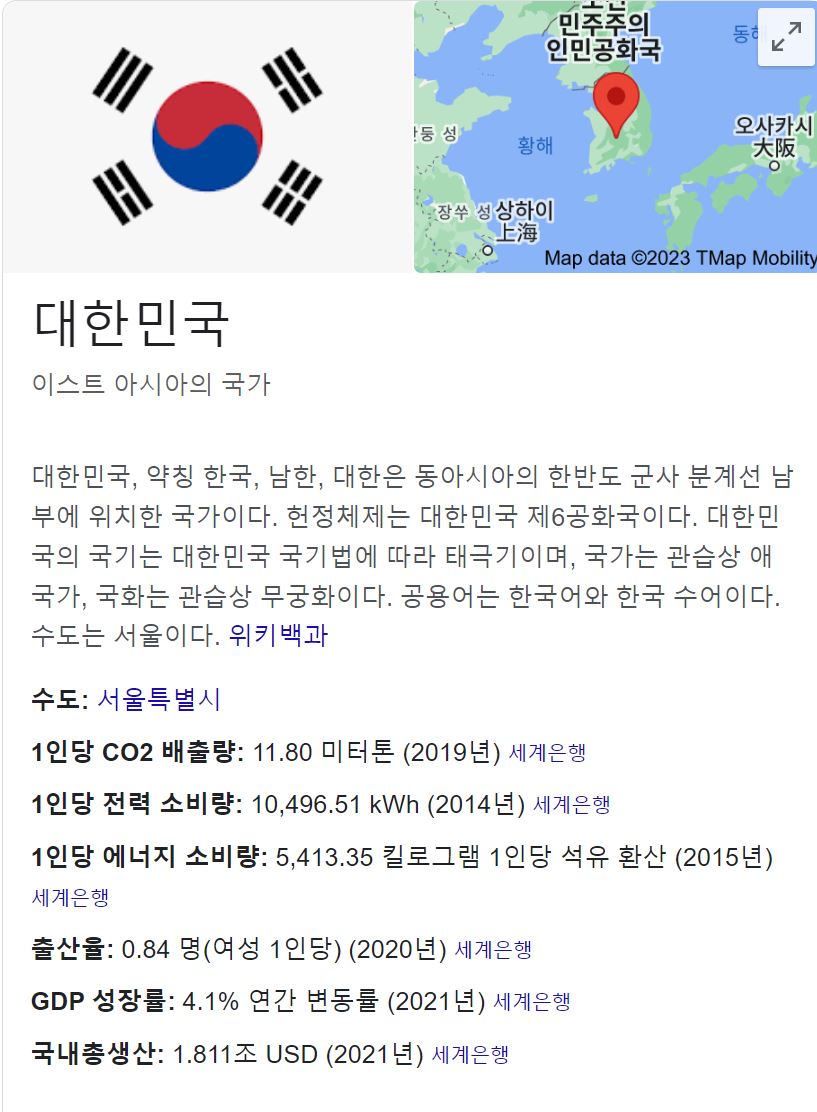 민주주의
인민공화국
동해
황해
오사카시
大阪
장쑤 성
상하이
上海
Map data ©2023 TMap Mobility
대한민국
이스트 아시아의 국가
대한민국, 약칭 한국, 남한, 대한은 동아시아의 한반도 군사 분계선 남
부에 위치한 국가이다. 헌정체제는 대한민국 제6공화국이다. 대한민
국의 국기는 대한민국 국기법에 따라 태극기이며, 국가는 관습상 애
국가, 국화는 관습상 무궁화이다. 공용어는 한국어와 한국 수어이다.
수도는 서울이다. 위키백과
수도: 서울특별시
1인당 CO2 배출량: 11.80 미터톤 (2019년) 세계은행
1인당 전력 소비량: 10,496.51 kWh (2014년) 세계은행
1인당 에너지 소비량: 5,413.35 킬로그램 1인당 석유 환산 (2015년)
세계은행
출산율: 0.84 명(여성 1인당) (2020년) 세계은행
GDP 성장률: 4.1% 연간 변동률 (2021년) 세계은행
국내총생산: 1.811조 USD (2021년) 세계은행